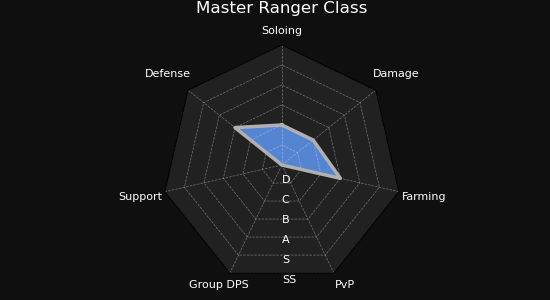 Master Ranger Class
Soloing
Defense
Damage
Support
Farming
D
C
B
A
S
SS
Group DPS
PvP